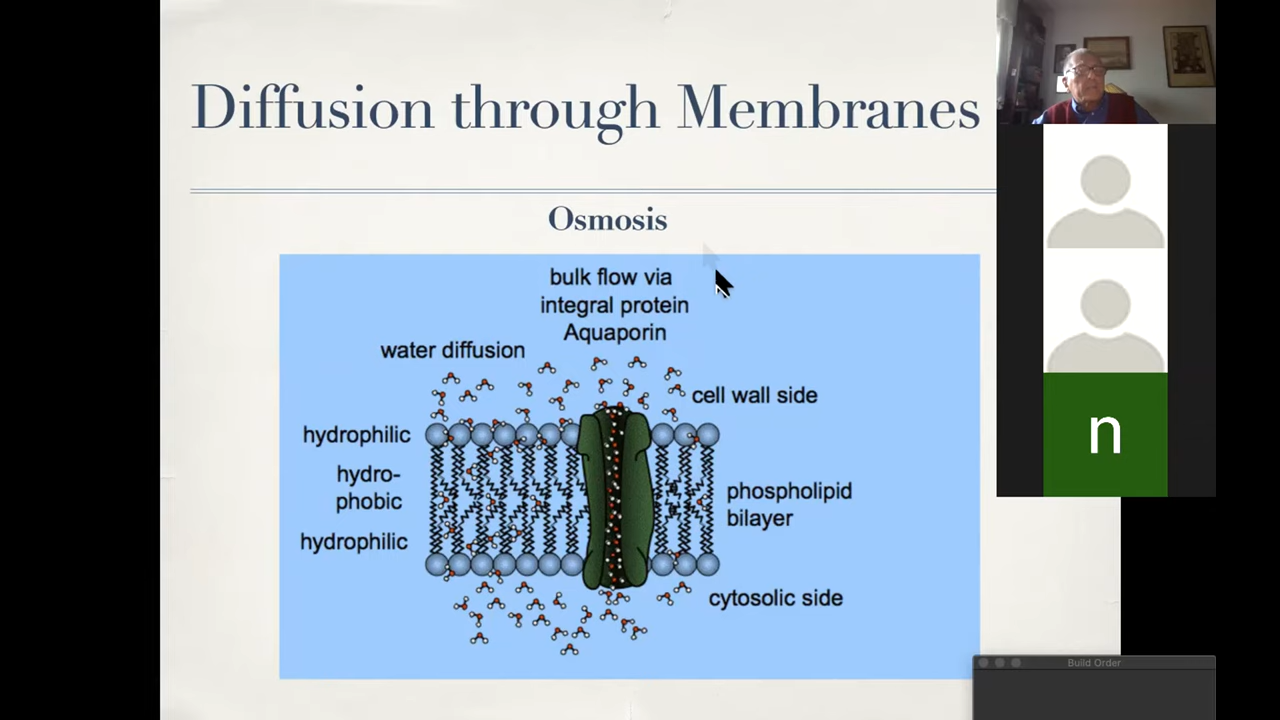 Diffusion through Membranes
Osmosis
bulk flow via
integral protein
Aquaporin
water diffusion
cell wall side
hydrophilic
hydro-
phobic
phospholipid
bilayer
hydrophilic
cytosolic side
n
Build Order